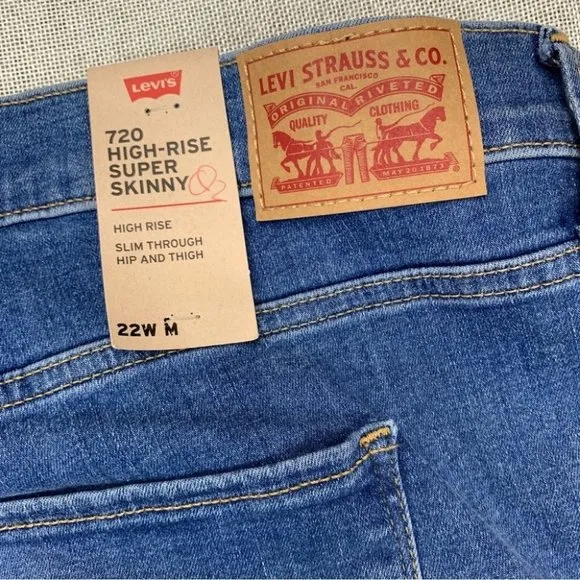 Levi's
720
HIGH-RISE
SUPER
SKINNY
HIGH RISE
SLIM THROUGH
HIP AND THIGH
22W M
LEVI STRAUSS & CO.
SAN FRANCISCO
CAL.
ORIGINAL RIVETED
QUALITY CLOTHING
PATENTED MAY 20 1873